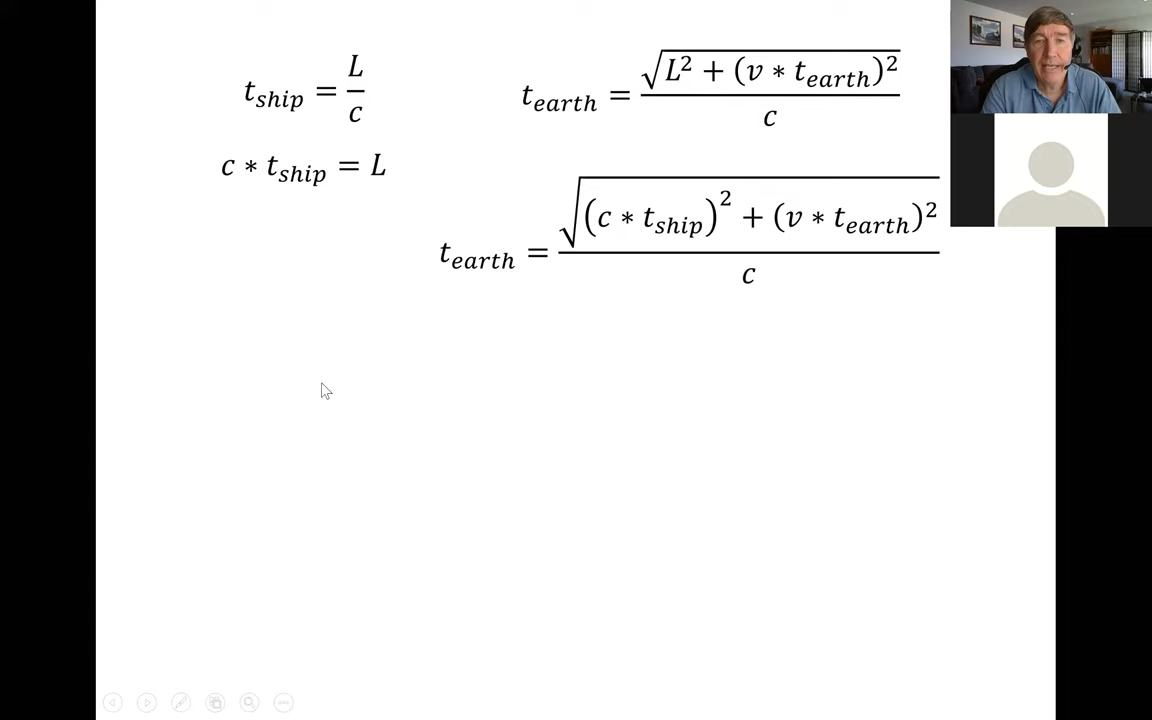 t_ship = L/c
t_earth = √(L² + (v * t_earth)²)/c
c * t_ship = L
t_earth = √((c * t_ship)² + (v * t_earth)²)/c